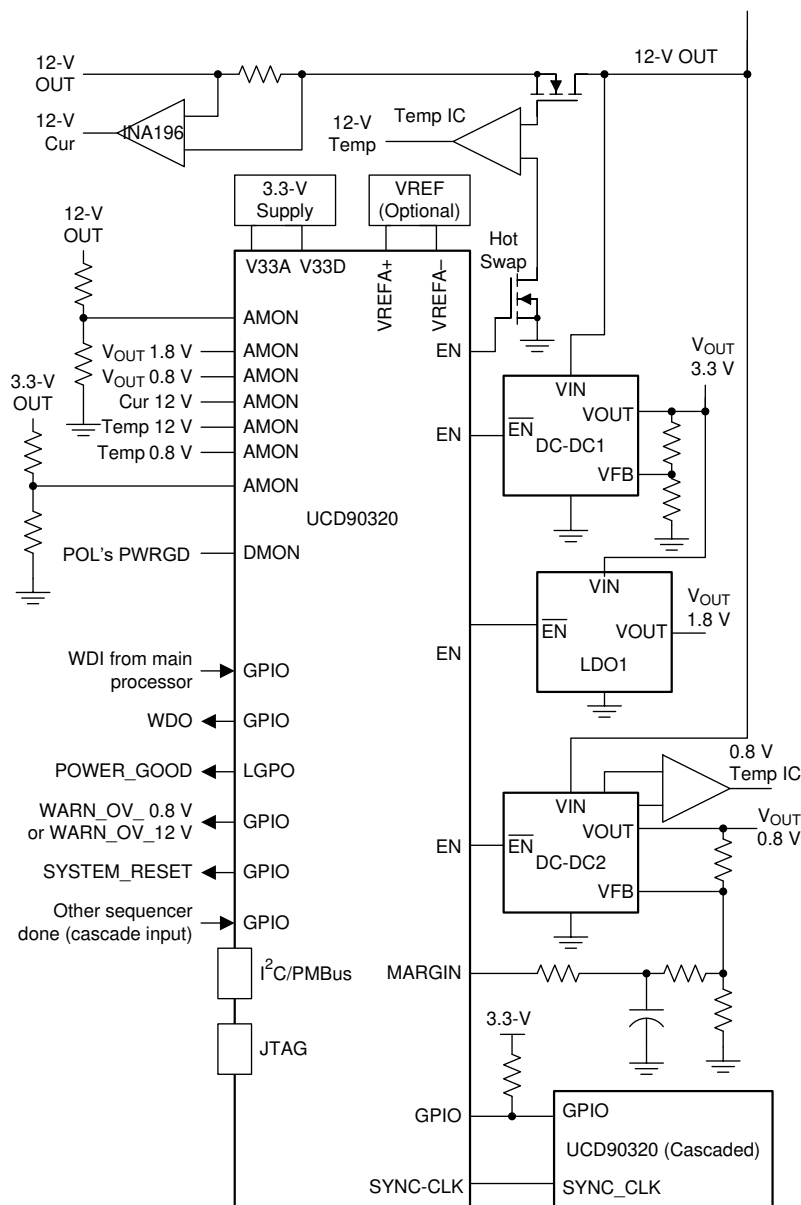 12-V
OUT
12-V OUT
INA196
12-V
Cur
12-V
Temp
Temp IC
3.3-V
Supply
VREF
(Optional)
Hot
Swap
12-V
OUT
V33A V33D
VREFA+
VREFA–
AMON
EN
VOUT 1.8 V
AMON
VOUT 0.8 V
AMON
Cur 12 V
AMON
Temp 12 V
AMON
Temp 0.8 V
AMON
3.3-V
OUT
AMON
UCD90320
VOUT
3.3 V
VIN
VOUT
EN
EN
DC-DC1
VFB
POL's PWRGD
DMON
VIN
VOUT
1.8 V
EN
EN
VOUT
LDO1
WDI from main
processor
GPIO
WDO
GPIO
POWER_GOOD
LGPO
WARN_OV_ 0.8 V
or WARN_OV_12 V
GPIO
SYSTEM_RESET
GPIO
Other sequencer
done (cascade input)
GPIO
0.8 V
Temp IC
VIN
VOUT
VOUT
0.8 V
EN
EN
DC-DC2
VFB
I2C/PMBus
MARGIN
JTAG
3.3-V
GPIO
GPIO
UCD90320 (Cascaded)
SYNC-CLK
SYNC_CLK